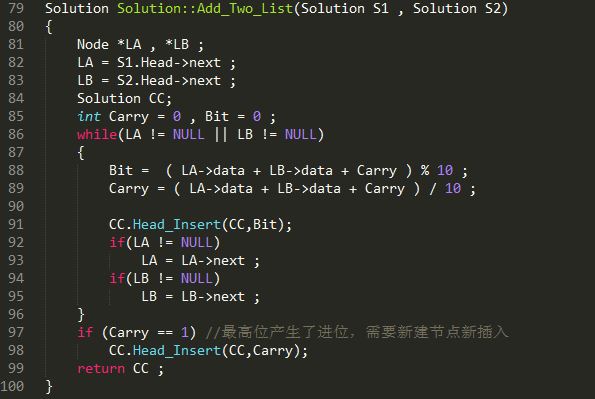 79 Solution Solution::Add_Two_List(Solution S1 , Solution S2)
80 {
81     Node *LA , *LB ;
82     LA = S1.Head->next ;
83     LB = S2.Head->next ;
84     Solution CC;
85     int Carry = 0 , Bit = 0 ;
86     while(LA != NULL || LB != NULL)
87     {
88         Bit =  ( LA->data + LB->data + Carry ) % 10 ;
89         Carry = ( LA->data + LB->data + Carry ) / 10 ;
90
91         CC.Head_Insert(CC,Bit);
92         if(LA != NULL)
93             LA = LA->next ;
94         if(LB != NULL)
95             LB = LB->next ;
96     }
97     if (Carry == 1) //最高位产生了进位，需要新建节点新插入
98         CC.Head_Insert(CC,Carry);
99     return CC ;
100 }